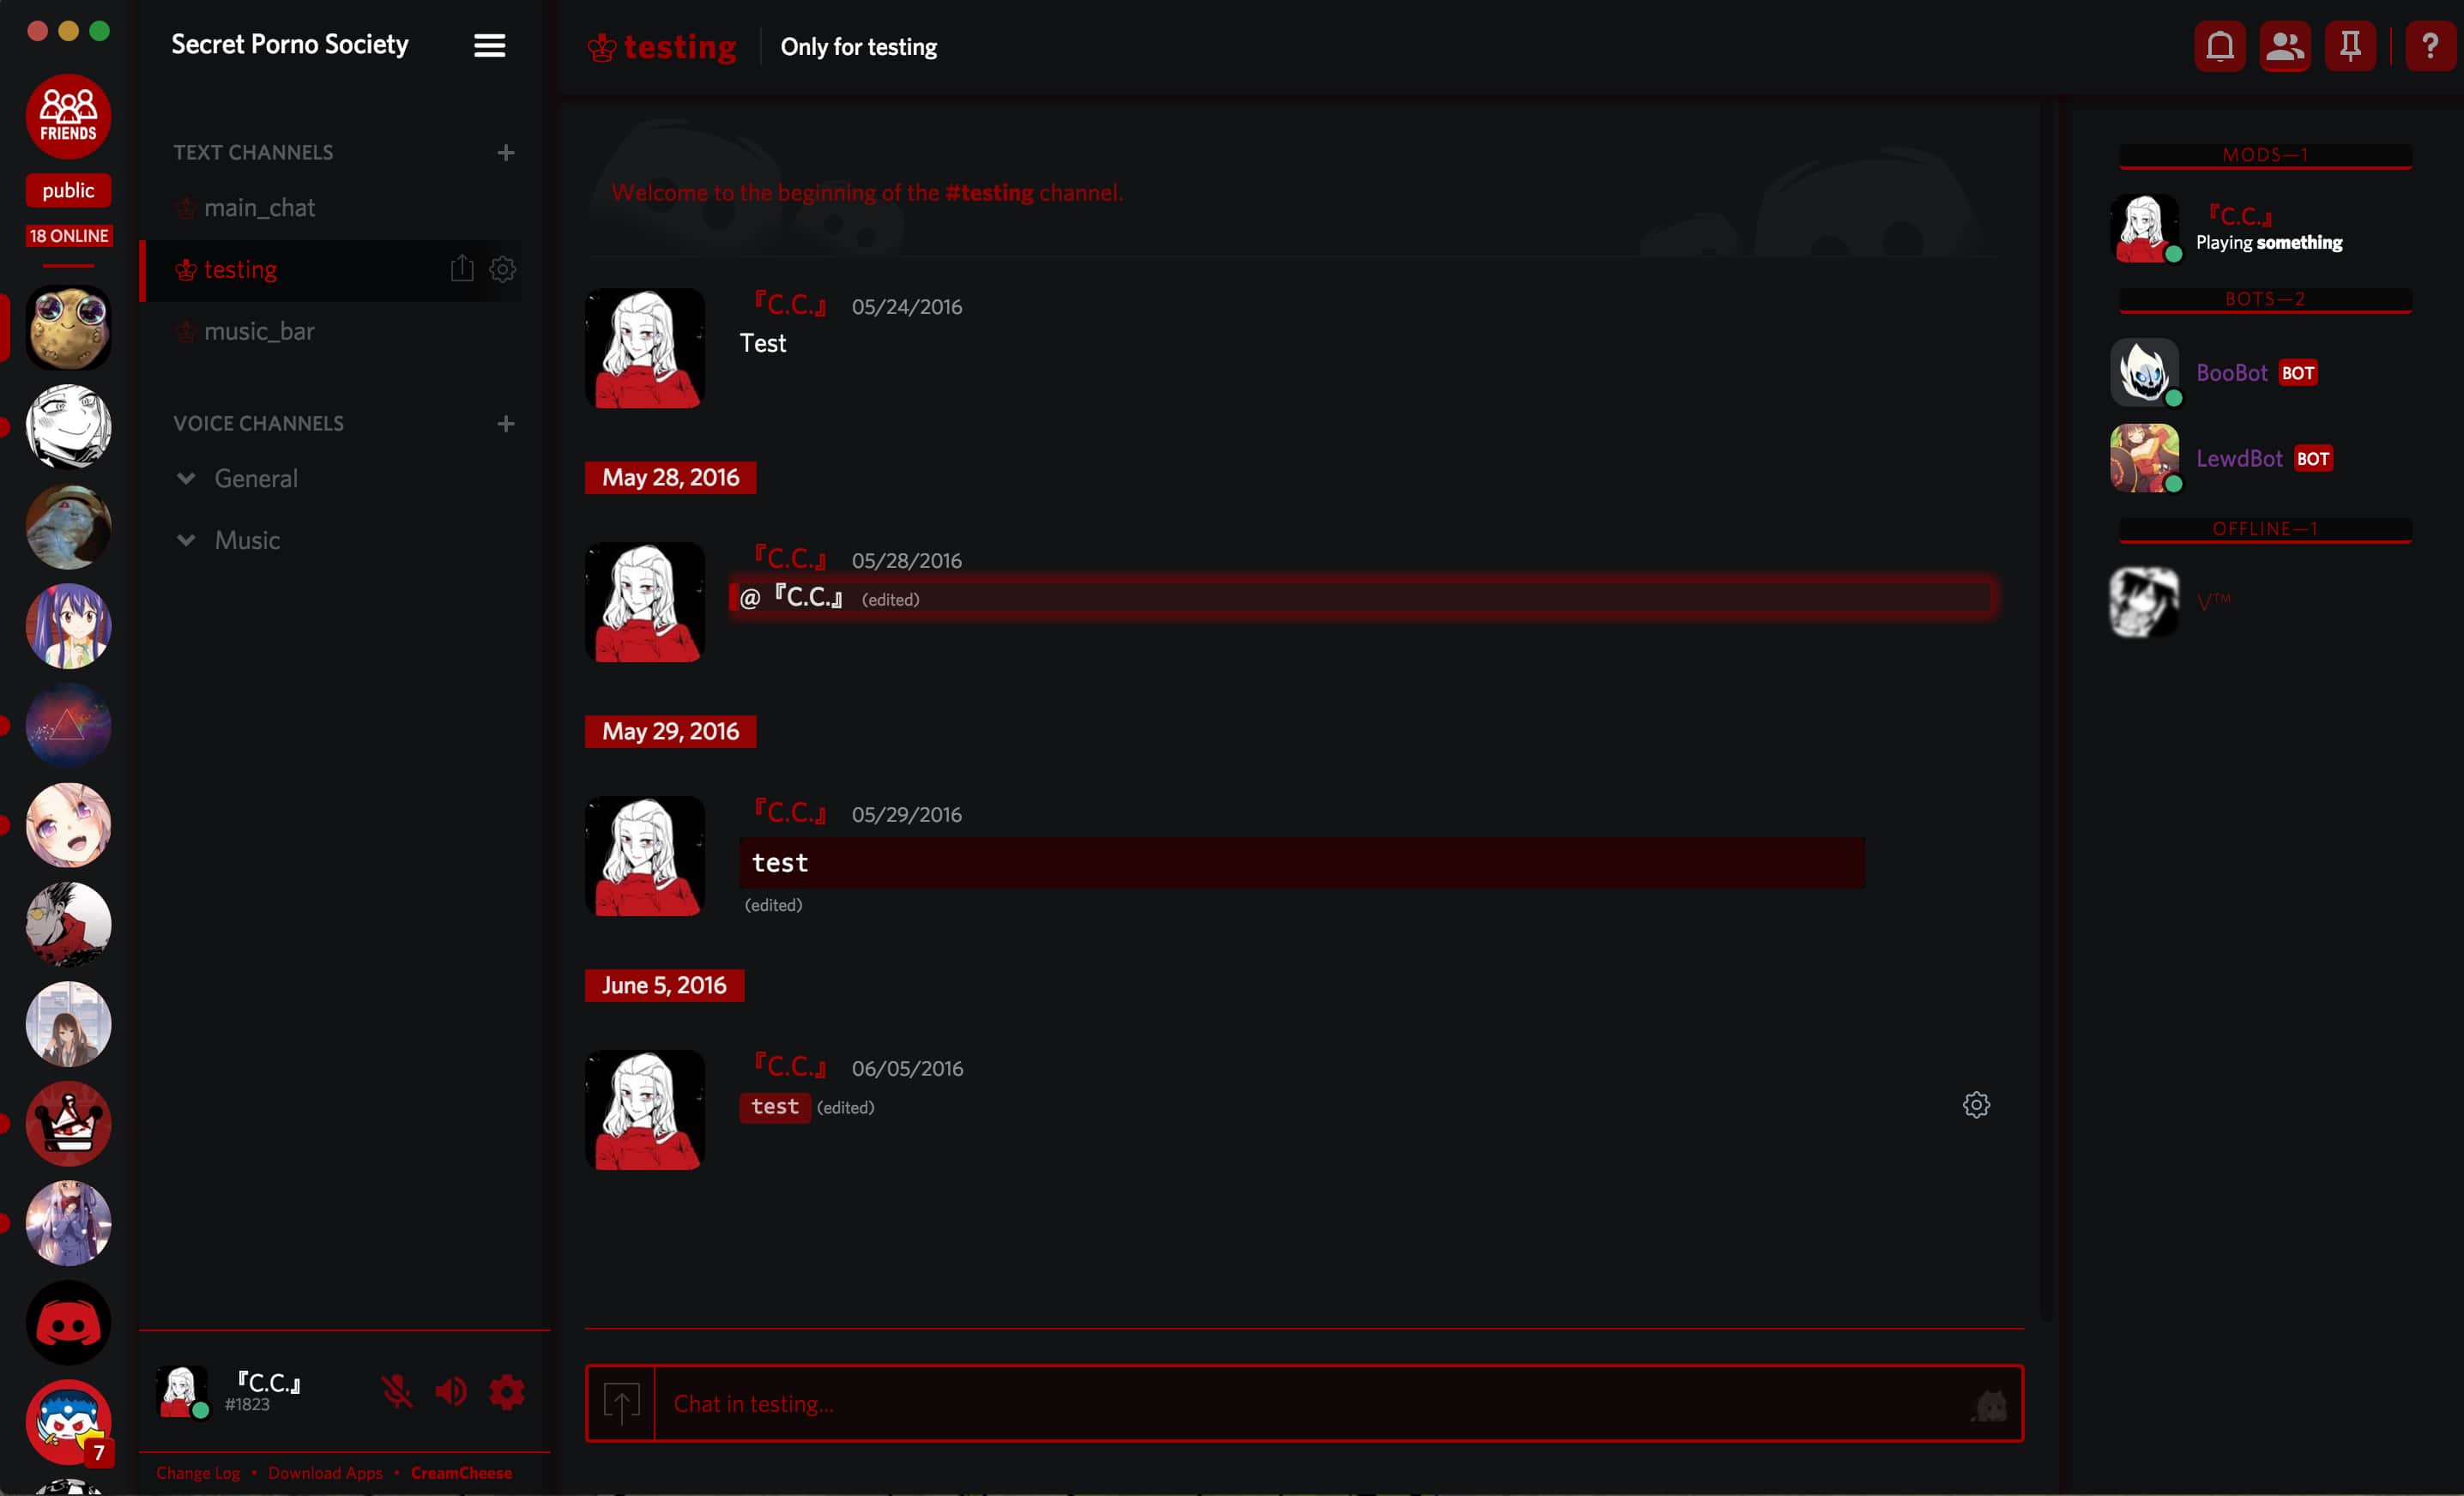 Secret Porno Society
FRIENDS
public
18 ONLINE
7
TEXT CHANNELS
main_chat
testing
music_bar
VOICE CHANNELS
General
Music
『C.C.』
#1823
Change Log • Download Apps • CreamCheese
testing Only for testing
?
Welcome to the beginning of the #testing channel.
『C.C.』 05/24/2016
Test
May 28, 2016
『C.C.』 05/28/2016
@『C.C.』 (edited)
May 29, 2016
『C.C.』 05/29/2016
test
(edited)
June 5, 2016
『C.C.』 06/05/2016
test (edited)
Chat in testing...
MODS—1
『C.C.』
Playing something
BOTS—2
BooBot BOT
LewdBot BOT
OFFLINE—1
V™